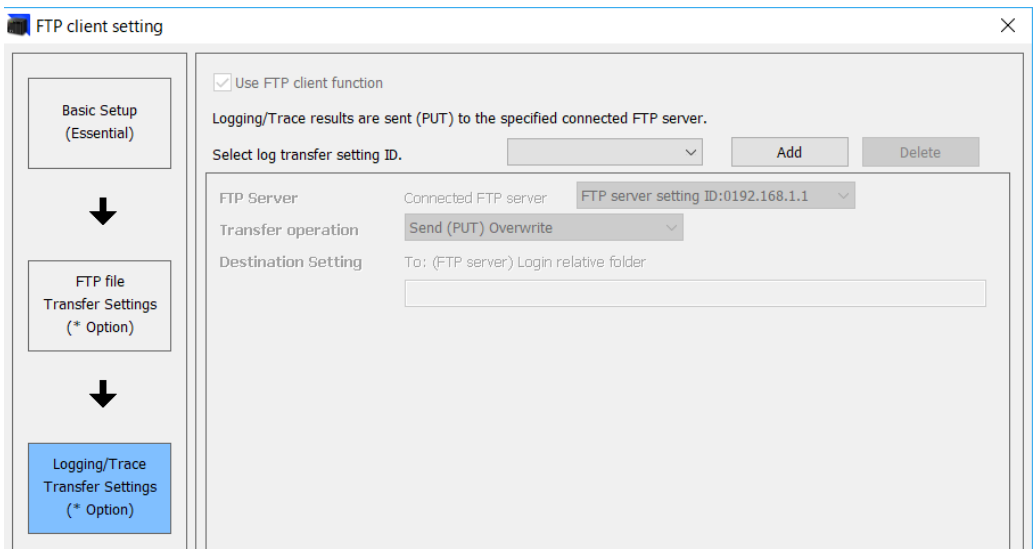 FTP client setting
Basic Setup
(Essential)
FTP file
Transfer Settings
(* Option)
Logging/Trace
Transfer Settings
(* Option)
Use FTP client function
Logging/Trace results are sent (PUT) to the specified connected FTP server.
Select log transfer setting ID.
Add
Delete
FTP Server
Connected FTP server
FTP server setting ID:0192.168.1.1
Transfer operation
Send (PUT) Overwrite
Destination Setting
To: (FTP server) Login relative folder